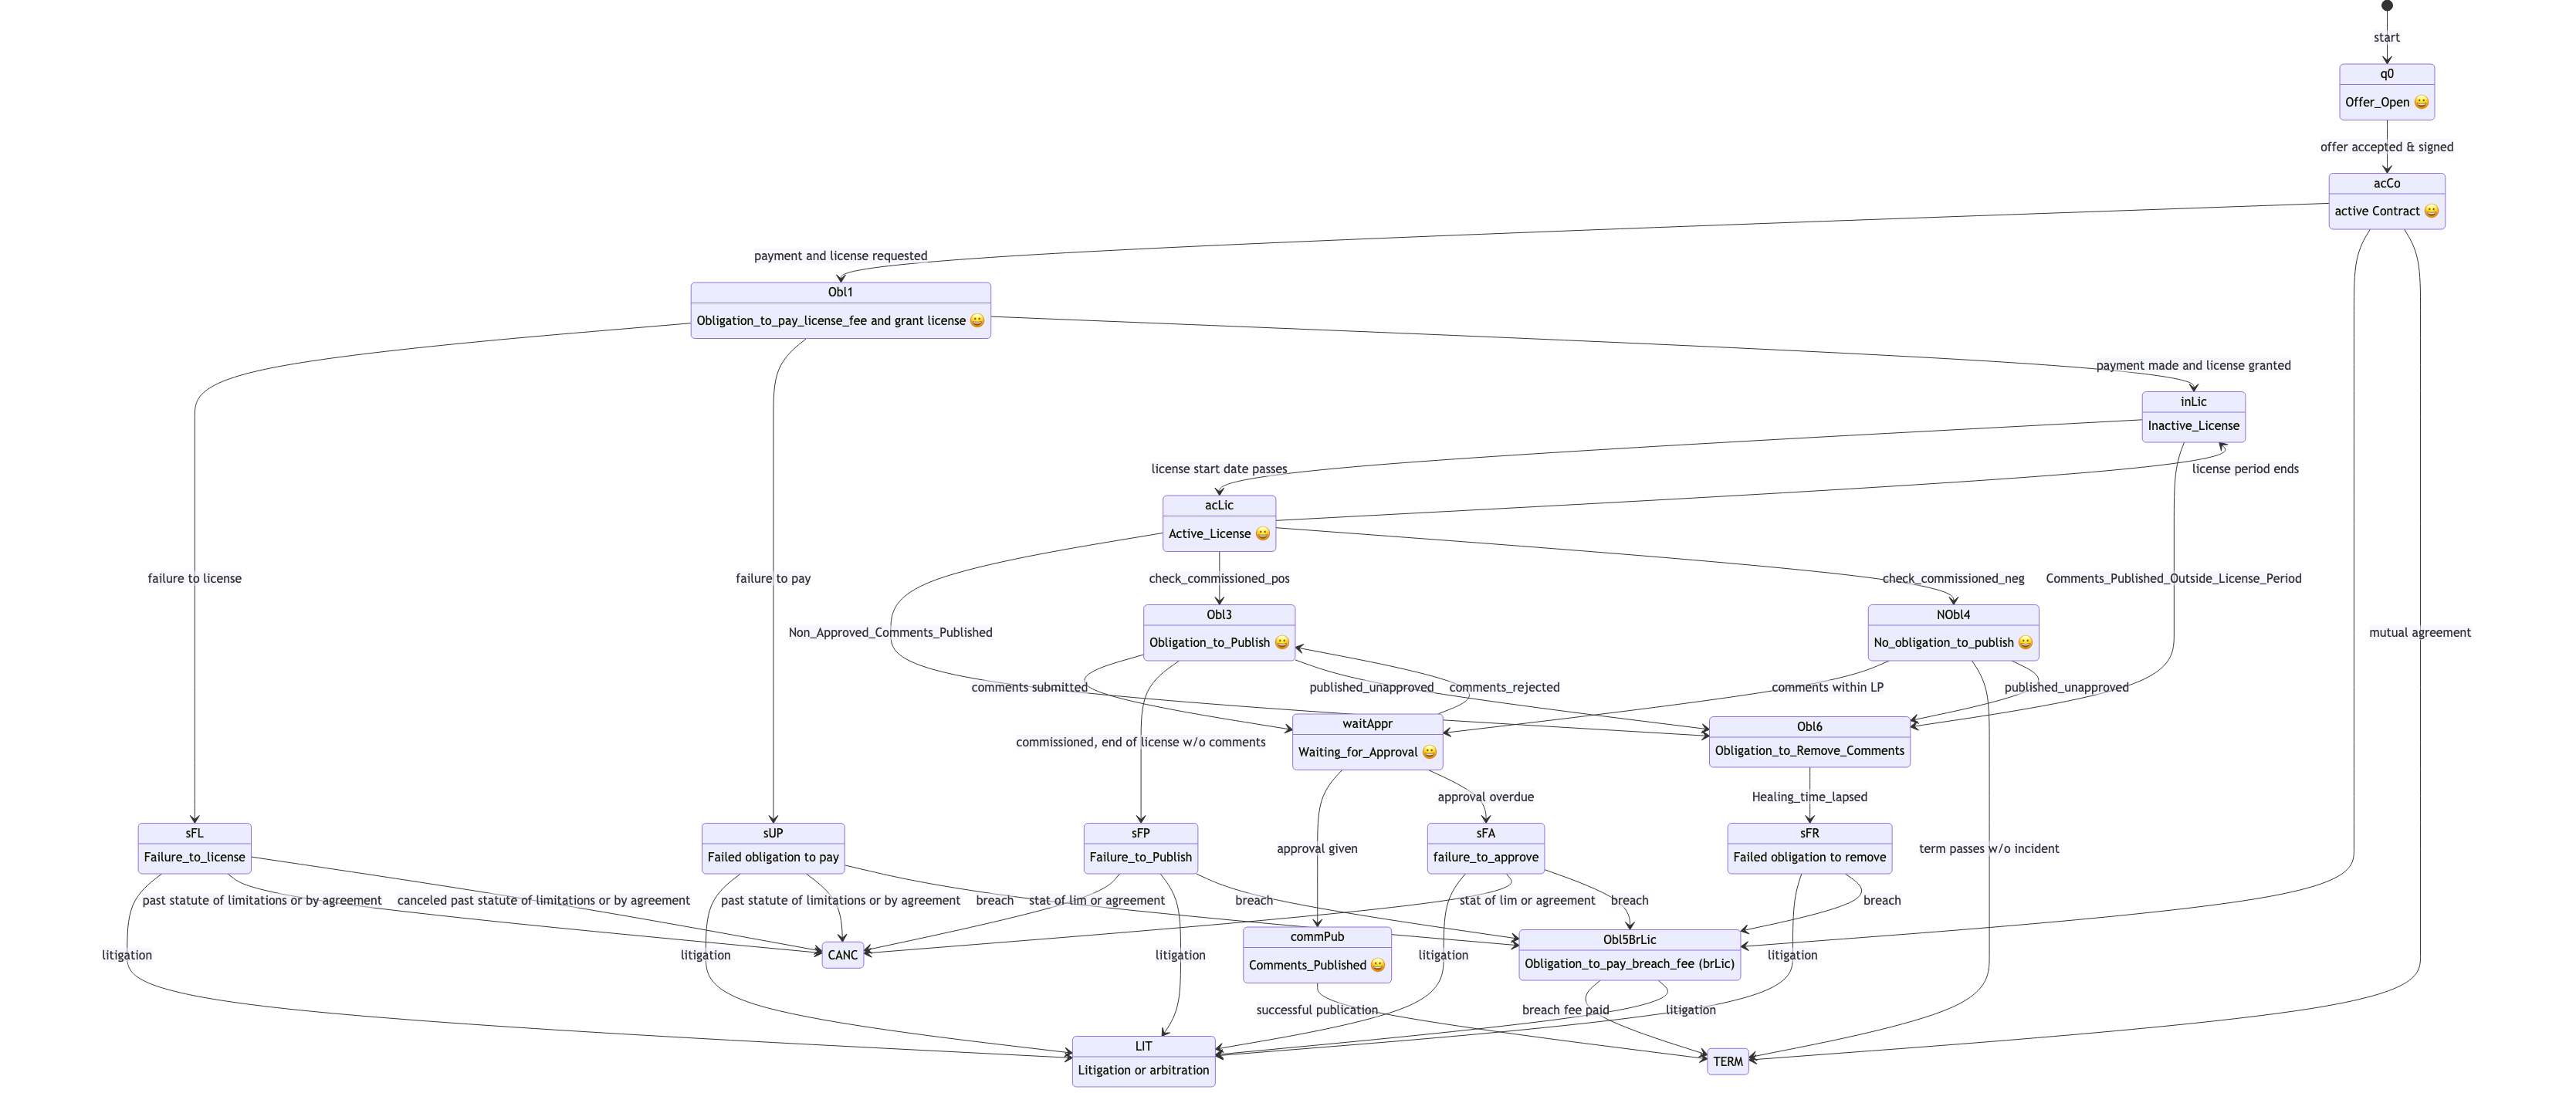 start
q0
Offer_Open 😀
offer accepted & signed
acCo
active Contract 😀
payment and license requested
Obl1
Obligation_to_pay_license_fee and grant license 😀
payment made and license granted
inLic
Inactive_License
license start date passes
license period ends
acLic
Active_License 😀
failure to license
failure to pay
check_commissioned_pos
check_commissioned_neg
Comments_Published_Outside_License_Period
Obl3
Obligation_to_Publish 😀
NObl4
No_obligation_to_publish 😀
Non_Approved_Comments_Published
mutual agreement
comments submitted
published_unapproved
comments_rejected
comments within LP
published_unapproved
waitAppr
Waiting_for_Approval 😀
Obl6
Obligation_to_Remove_Comments
commissioned, end of license w/o comments
approval overdue
Healing_time_lapsed
sFL
Failure_to_license
sUP
Failed obligation to pay
sFP
Failure_to_Publish
approval given
sFA
failure_to_approve
sFR
Failed obligation to remove
term passes w/o incident
past statute of limitations or by agreement
canceled past statute of limitations or by agreement
past statute of limitations or by agreement
breach
stat of lim or agreement
breach
stat of lim or agreement
breach
breach
litigation
litigation
CANC
litigation
commPub
Comments_Published 😀
litigation
Obl5BrLic
Obligation_to_pay_breach_fee (brLic)
litigation
successful publication
breach fee paid
litigation
LIT
Litigation or arbitration
TERM